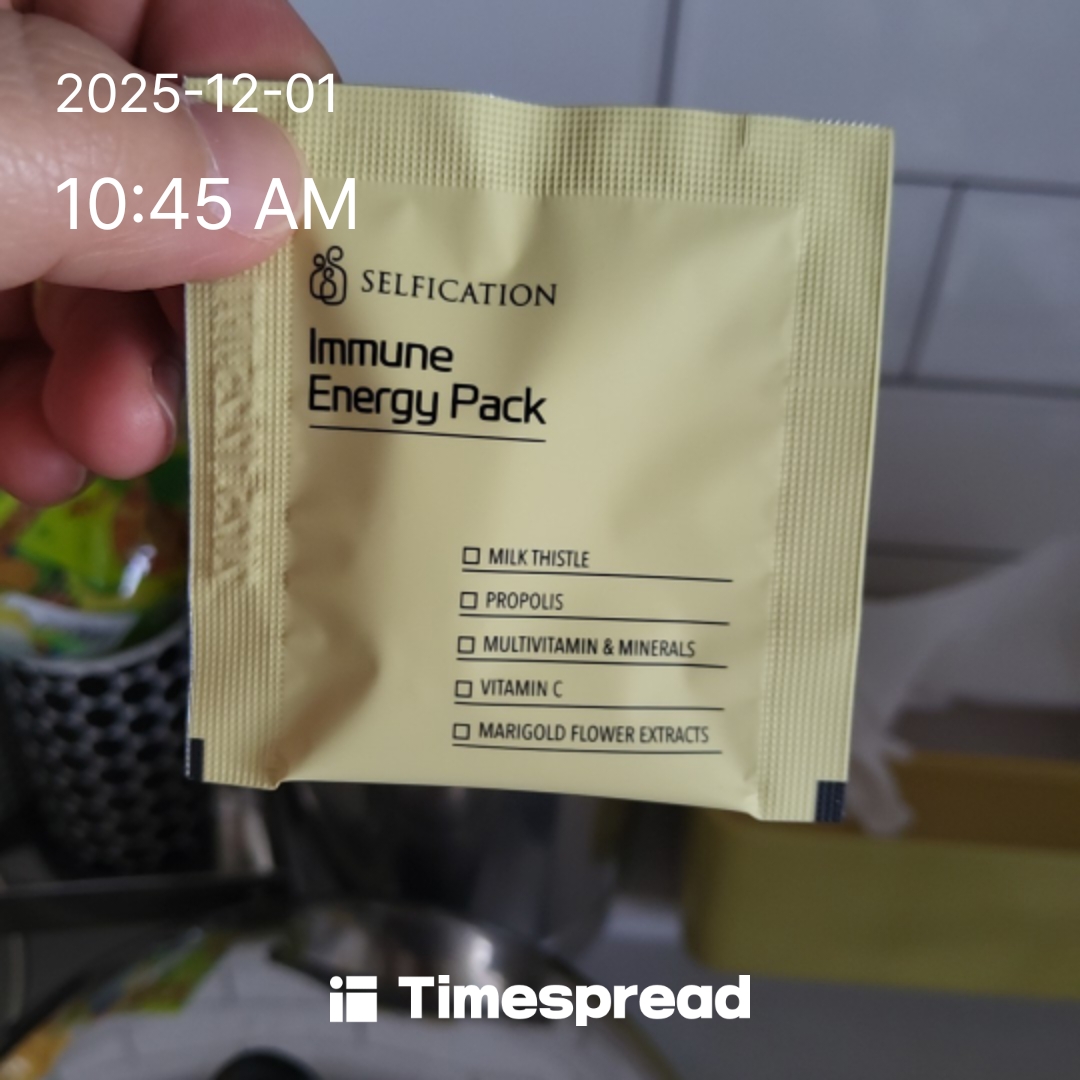 2025-12-01
10:45 AM
SELFICATION
Immune
Energy Pack
MILK THISTLE
PROPOLIS
MULTIVITAMIN & MINERALS
VITAMIN C
MARIGOLD FLOWER EXTRACTS
Timespread